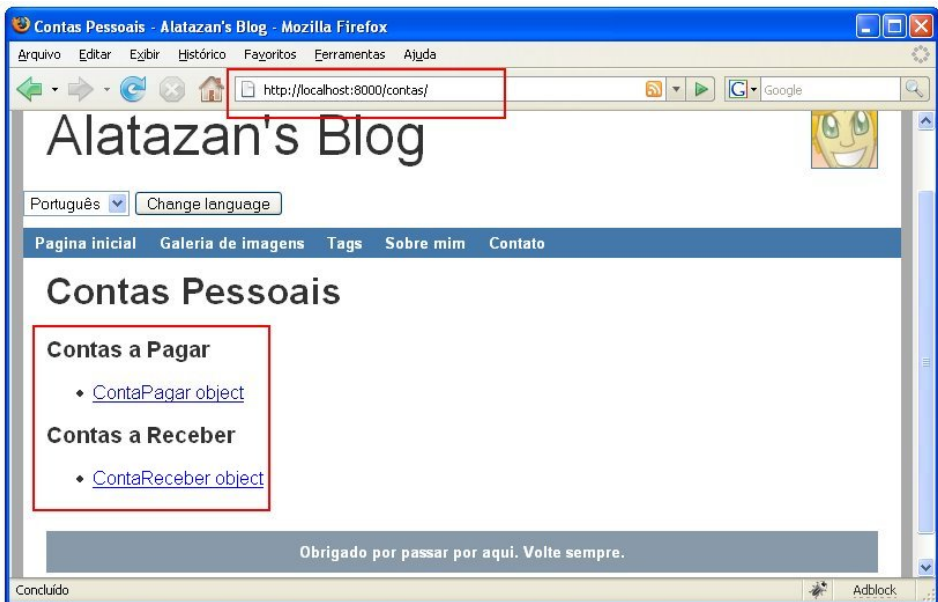 Contas Pessoais - Alatazan's Blog - Mozilla Firefox
Arquivo Editar Exibir Histórico Favoritos Ferramentas Ajuda
http://localhost:8000/contas/ G Google
Alatazan's Blog
Português Change language
Pagina inicial Galeria de imagens Tags Sobre mim Contato
Contas Pessoais
Contas a Pagar
• ContaPagar object
Contas a Receber
• ContaReceber object
Obrigado por passar por aqui. Volte sempre.
Concluído Adblock